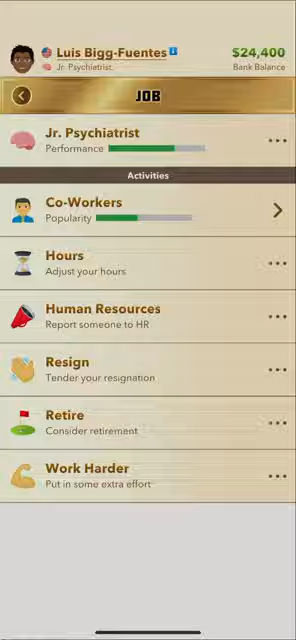 Luis Bigg-Fuentes
$24,400
Jr. Psychiatrist
Bank Balance
JOB
Jr. Psychiatrist
Performance
Activities
Co-Workers
Popularity
Hours
Adjust your hours
Human Resources
Report someone to HR
Resign
Tender your resignation
Retire
Consider retirement
Work Harder
Put in some extra effort